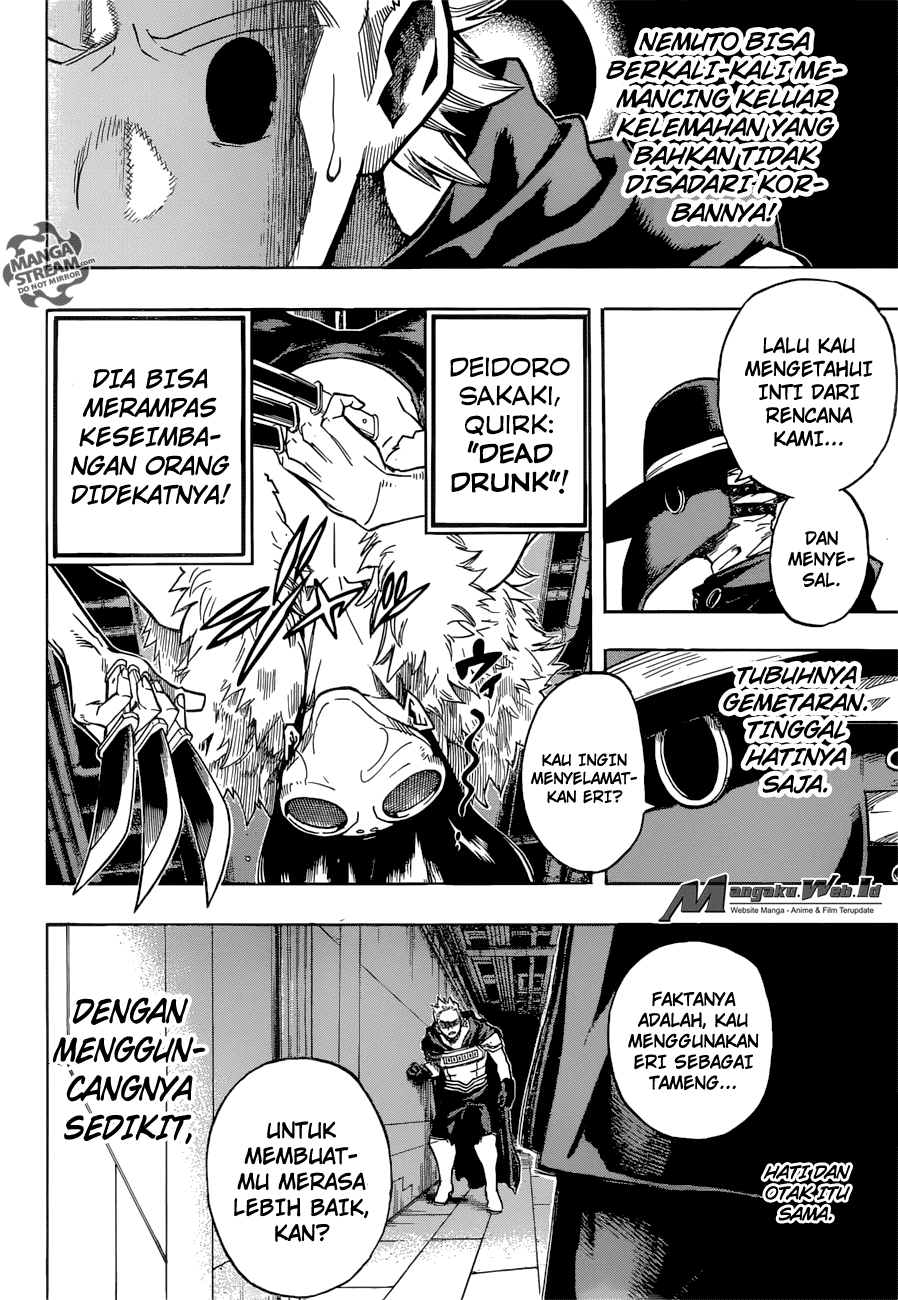 NEMUTO BISA
BERKALI-KALI ME-
MANCING KELUAR
KELEMAHAN YANG
BAHKAN TIDAK
DISADARI KOR-
BANNYA!
MANGA
STREAM.com
DO NOT MIRROR
LALU KAU
MENGETAHUI
INTI DARI
RENCANA
KAMI...
DAN
MENYE-
SAL.
DEIDORO
SAKAKI,
QUIRK:
"DEAD
DRUNK"!
DIA BISA
MERAMPAS
KESEIMBA-
NGAN ORANG
DIDEKATNYA!
TUBUHNYA
GEMETARAN.
TINGGAL
HATINYA
SAJA.
KAU INGIN
MENYELAMAT-
KAN ERI?
Mangaku.Web.Id
Website Manga - Anime & Film Terupdate
FAKTANYA
ADALAH, KAU
MENGGUNAKAN
ERI SEBAGAI
TAMENG...
HATI DAN
OTAK ITU
SAMA.
UNTUK
MEMBUAT-
MU MERASA
LEBIH BAIK,
KAN?
DENGAN
MENGGUN-
CANGNYA
SEDIKIT,